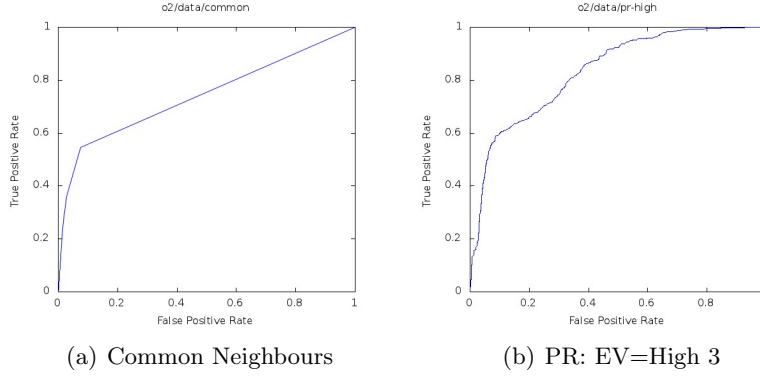 o2/data/common
1
0.8
0.6
0.4
0.2
0
True Positive Rate
0 0.2 0.4 0.6 0.8 1
False Positive Rate
(a) Common Neighbours
o2/data/pr-high
1
0.8
0.6
0.4
0.2
0
True Positive Rate
0 0.2 0.4 0.6 0.8
False Positive Rate
(b) PR: EV=High 3